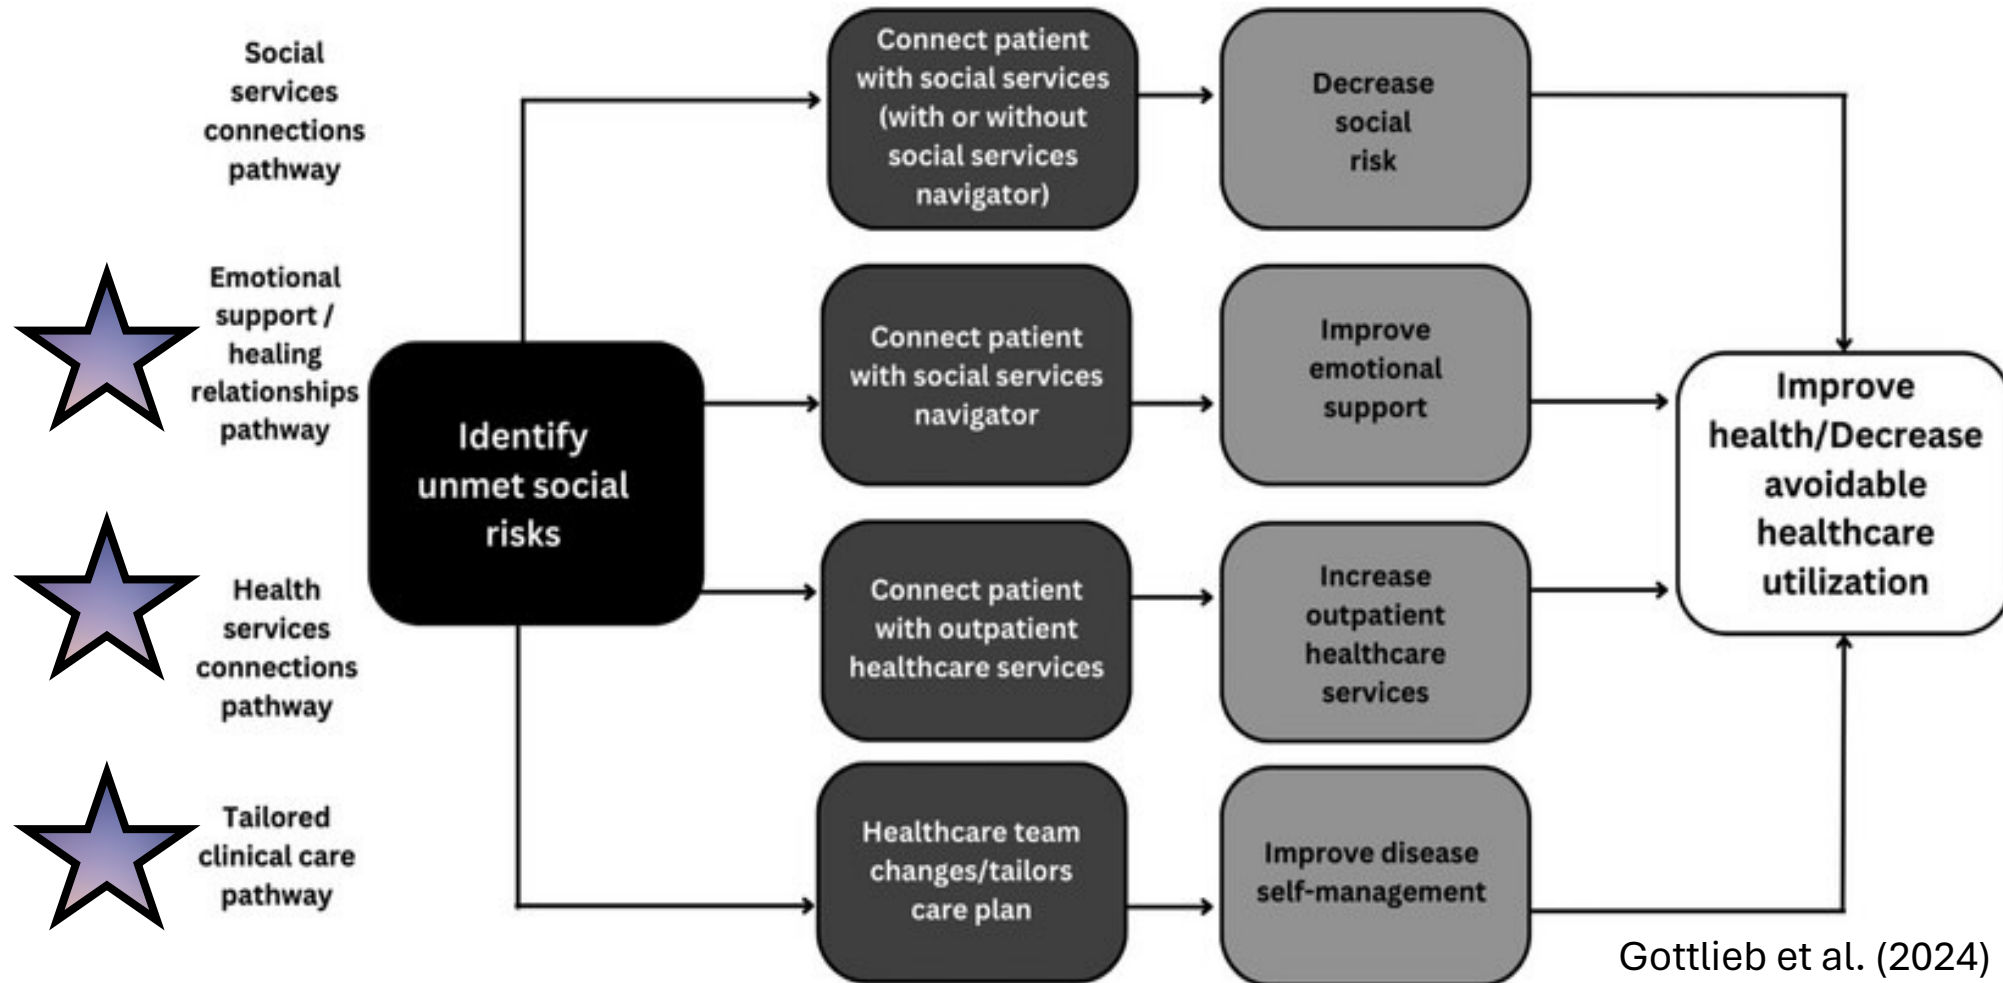 Social
services
connections
pathway
Connect patient
with social services
(with or without
social services
navigator)
Decrease
social
risk
Emotional
support /
healing
relationships
pathway
Connect patient
with social services
navigator
Improve
emotional
support
Identify
unmet social
risks
Improve
health/Decrease
avoidable
healthcare
utilization
Health
services
connections
pathway
Connect patient
with outpatient
healthcare services
Increase
outpatient
healthcare
services
Tailored
clinical care
pathway
Healthcare team
changes/tailors
care plan
Improve disease
self-management
Gottlieb et al. (2024)